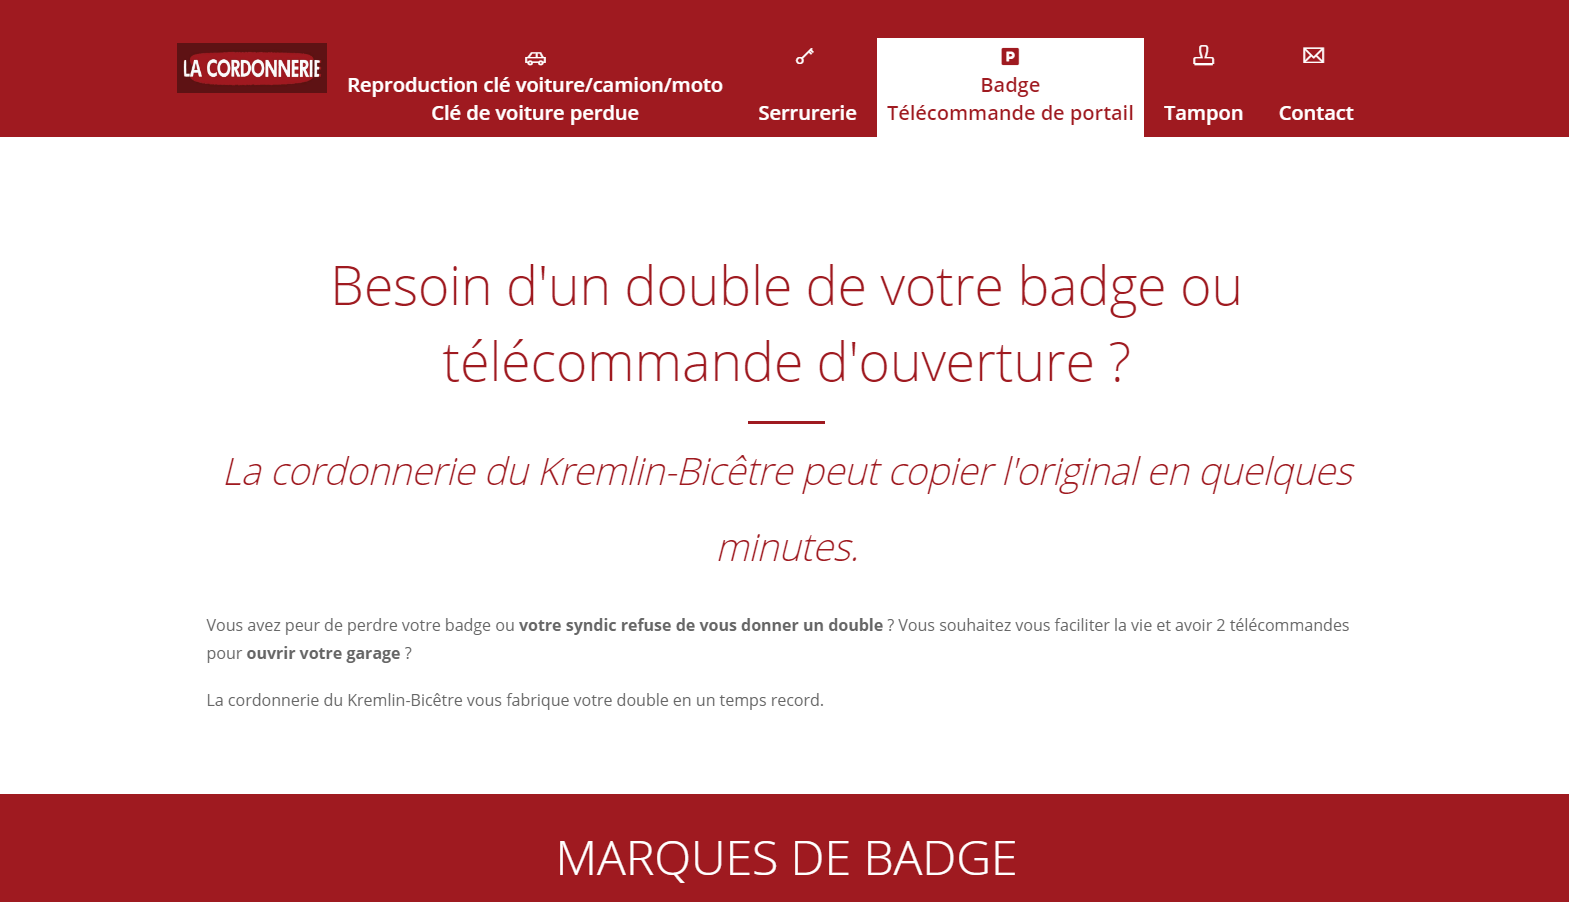 LA CORDONNERIE
Reproduction clé voiture/camion/moto
Clé de voiture perdue
Serrurerie
P
Badge
Télécommande de portail
Tampon
Contact
Besoin d'un double de votre badge ou
télécommande d'ouverture ?
La cordonnerie du Kremlin-Bicêtre peut copier l'original en quelques
minutes.
Vous avez peur de perdre votre badge ou votre syndic refuse de vous donner un double ? Vous souhaitez vous faciliter la vie et avoir 2 télécommandes
pour ouvrir votre garage ?
La cordonnerie du Kremlin-Bicêtre vous fabrique votre double en un temps record.
MARQUES DE BADGE